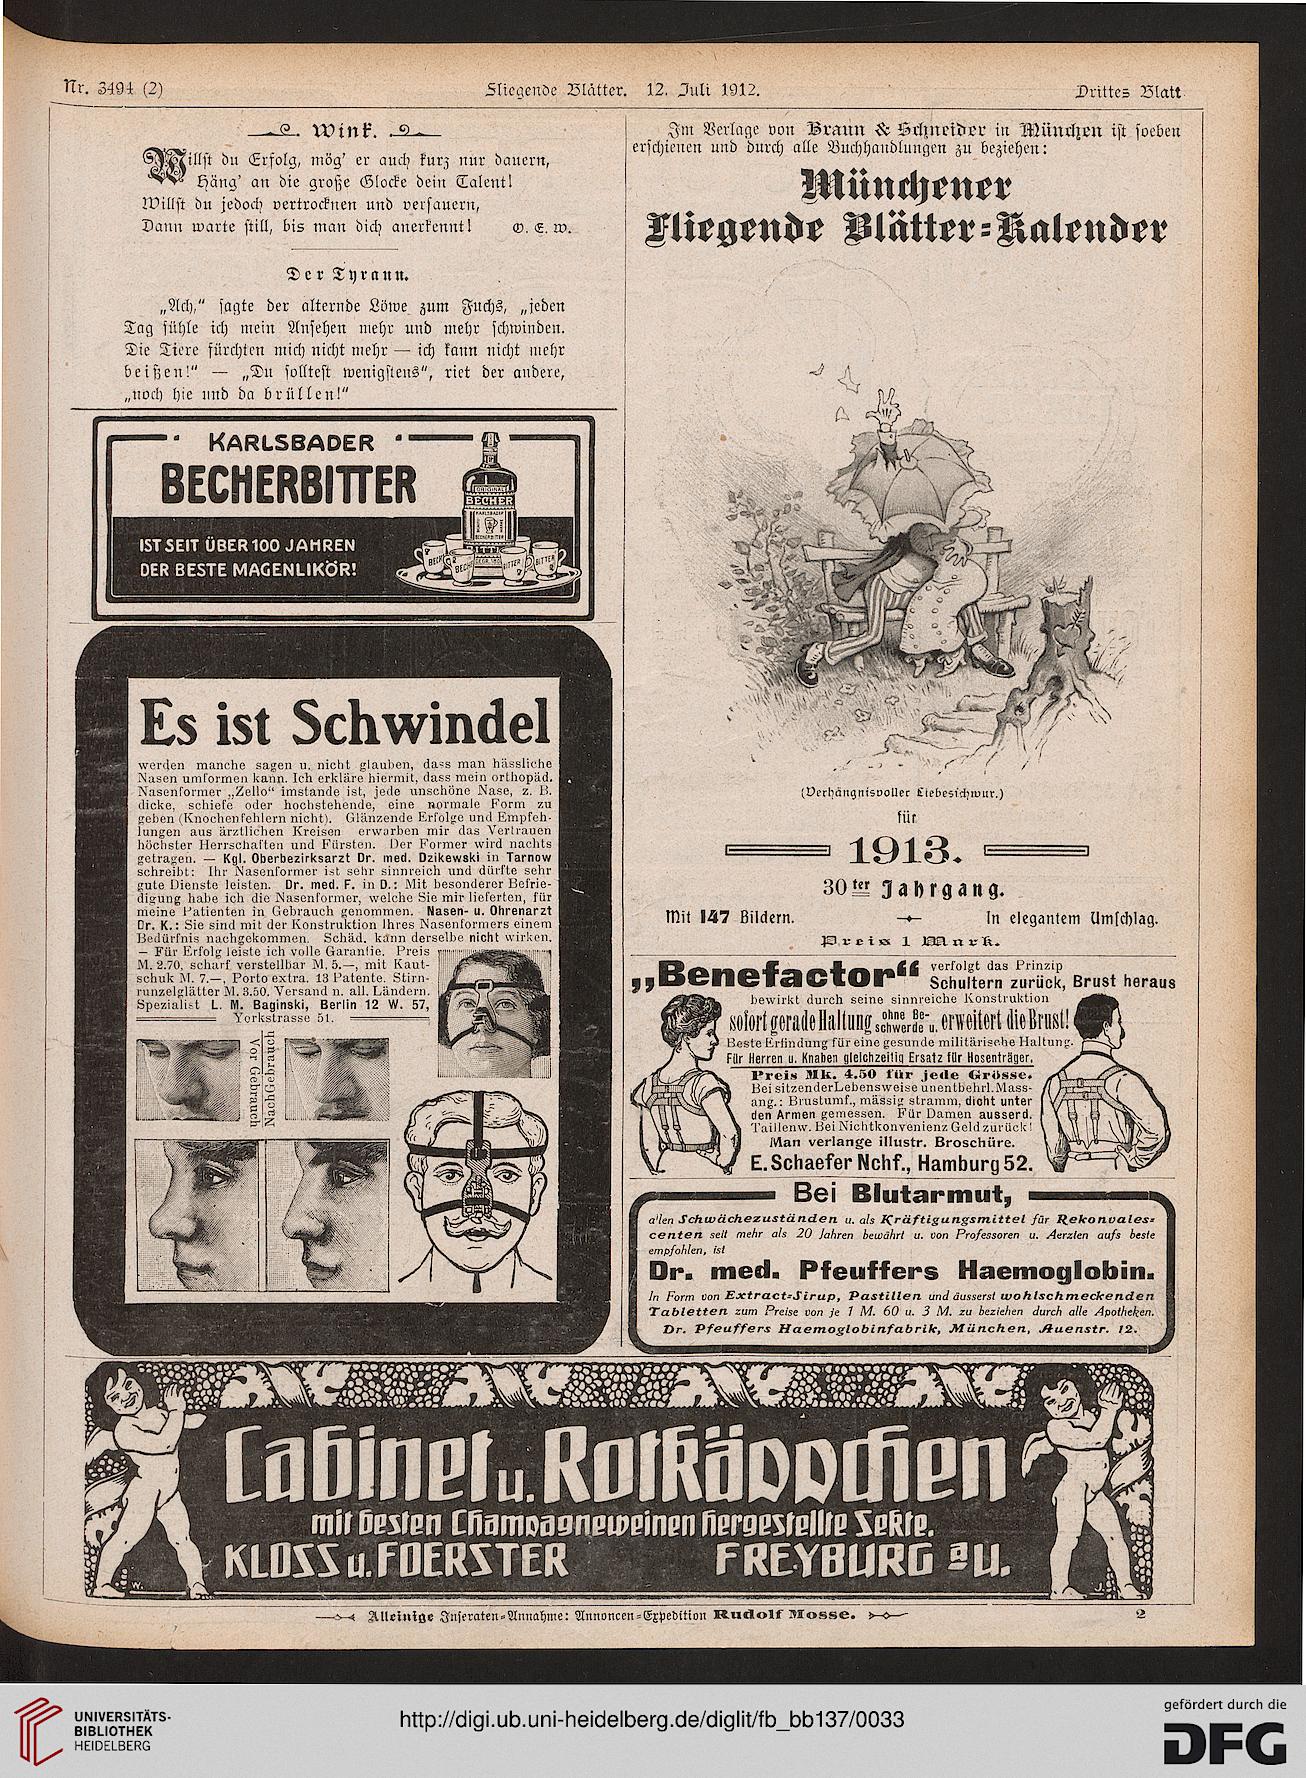 Nr. 3494 (2)
Fliegende Blätter. 12. Juli 1912.
Drittes Blatt
Wink.
Willst du Erfolg, mög' er auch kurz nur dauern,
Häng' an die große Glocke dein Talent!
Willst du jedoch vertrocknen und versauern,
Dann warte still, bis man dich anerkennt! O. E. W.
Der Tyrann.
„Ach,“ sagte der alternde Löwe zum Fuchs, „jeden
Tag fühle ich mein Ansehen mehr und mehr schwinden.
Die Tiere fürchten mich nicht mehr — ich kann nicht mehr
beißen!“ — „Du solltest wenigstens“, riet der andere,
„noch hie und da brüllen!“
KARLSBADER
BECHERBITTER
IST SEIT ÜBER 100 JAHREN
DER BESTE MAGENLIKÖR!
ORIGINAL
BECHER
KARLSBADER
BECHERBITTER
Es ist Schwindel
werden manche sagen u. nicht glauben, dass man hässliche
Nasen umformen kann. Ich erkläre hiermit, dass mein orthopäd.
Nasenformer „Zello“ imstande ist, jede unschöne Nase, z. B.
dicke, schiefe oder hochstehende, eine normale Form zu
geben (Knochenfehlern nicht). Glänzende Erfolge und Empfeh-
lungen aus ärztlichen Kreisen erwarben mir das Vertrauen
höchster Herrschaften und Fürsten. Der Former wird nachts
getragen. — Kgl. Oberbezirksarzt Dr. med. Dzikewski in Tarnow
schreibt: Ihr Nasenformer ist sehr sinnreich und dürfte sehr
gute Dienste leisten. Dr. med. F. in D.: Mit besonderer Befrie-
digung habe ich die Nasenformer, welche Sie mir lieferten, für
meine Patienten in Gebrauch genommen. Nasen- u. Ohrenarzt
Dr. K.: Sie sind mit der Konstruktion Ihres Nasenformers einem
Bedürfnis nachgekommen. Schäd. kann derselbe nicht wirken.
— Für Erfolg leiste ich volle Garantie. Preis
M. 2.70, scharf verstellbar M. 5.—, mit Kaut-
schuk M. 7.—, Porto extra. 13 Patente. Stirn-
runzelglätter M. 3.50. Versand n. all. Ländern.
Spezialist L. M. Baginski, Berlin 12 W. 57,
Yorkstrasse 51.
Vor Gebrauch
Nach Gebrauch
Im Verlage von Braun & Schneider in München ist soeben
erschienen und durch alle Buchhandlungen zu beziehen:
Münchener
Fliegende Blätter-Kalender
(Verhängnisvoller Liebesschwur.)
für
1913.
30ter Jahrgang.
Mit 147 Bildern. In elegantem Umschlag.
Preis 1 Mark.
„Benefactor“ verfolgt das Prinzip
Schultern zurück, Brust heraus
bewirkt durch seine sinnreiche Konstruktion
sofort gerade Haltung ohne Be-schwerde u. erweitert die Brust!
Beste Erfindung für eine gesunde militärische Haltung.
Für Herren u. Knaben gleichzeitig Ersatz für Hosenträger.
Preis Mk. 4.50 für jede Grösse.
Bei sitzender Lebensweise unentbehrl. Mass-
ang.: Brustumf., mässig stramm, dicht unter
den Armen gemessen. Für Damen ausserd.
Taillenw. Bei Nichtkonvenienz Geld zurück!
Man verlange illustr. Broschüre.
E. Schaefer Nchf., Hamburg 52.
Bei Blutarmut,
allen Schwächezuständen u. als Kräftigungsmittel für Rekonvales-
centen seit mehr als 20 Jahren bewährt u. von Professoren u. Aerzten aufs beste
empfohlen, ist
Dr. med. Pfeuffers Haemoglobin.
In Form von Extract-Sirup, Pastillen und äusserst wohlschmeckenden
Tabletten zum Preise von je 1 M. 60 u. 3 M. zu beziehen durch alle Apotheken.
Dr. Pfeuffers Haemoglobinfabrik, München, Auenstr. 12.
Cabinet u. Rotkäppchen
mit besten Champagneweinen hergestellte Sekte.
KLOSS u. FOERSTER FREYBURG a U.
Alleinige Inseraten-Annahme: Annoncen-Expedition Rudolf Mosse.
2
UNIVERSITÄTS-
BIBLIOTHEK
HEIDELBERG
http://digi.ub.uni-heidelberg.de/diglit/fb_bb137/0033
gefördert durch die
DFG